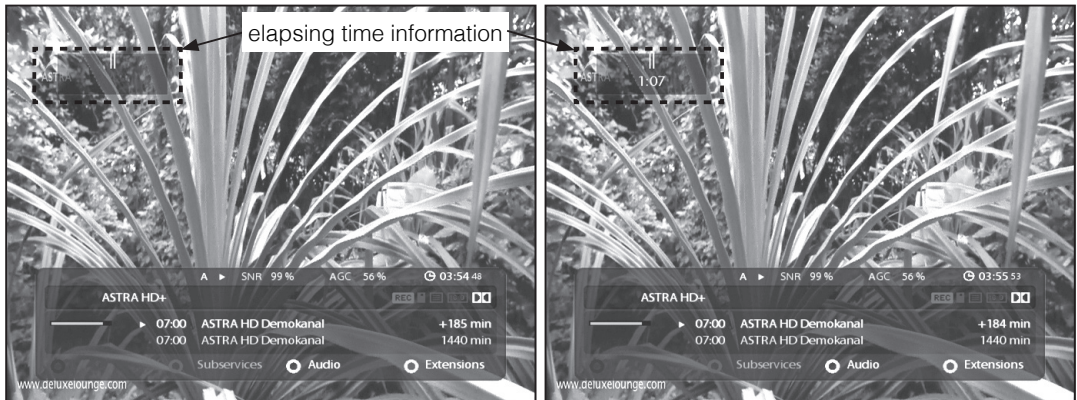 elapsing time information
ASTRA
A ► SNR 99 % AGC 56 % 03:54 48
ASTRA HD+
REC
► 07:00 ASTRA HD Demokanal +185 min
07:00 ASTRA HD Demokanal 1440 min
Subservices Audio Extensions
www.deluxelounge.com
ASTRA
1:07
A ► SNR 99 % AGC 56 % 03:55 53
ASTRA HD+
REC
► 07:00 ASTRA HD Demokanal +184 min
07:00 ASTRA HD Demokanal 1440 min
Subservices Audio Extensions
www.deluxelounge.com